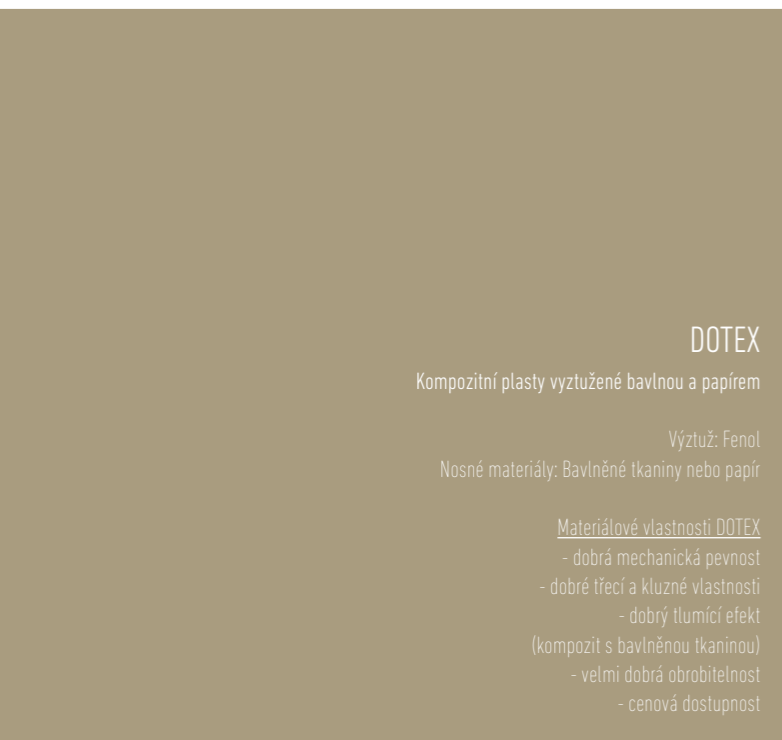 DOTEX
Kompozitní plasty vyztužené bavlnou a papírem
Výztuž: Fenol
Nosné materiály: Bavlněné tkaniny nebo papír
Materiálové vlastnosti DOTEX
- dobrá mechanická pevnost
- dobré třecí a kluzné vlastnosti
- dobrý tlumící efekt
(kompozit s bavlněnou tkaninou)
- velmi dobrá obrobitelnost
- cenová dostupnost